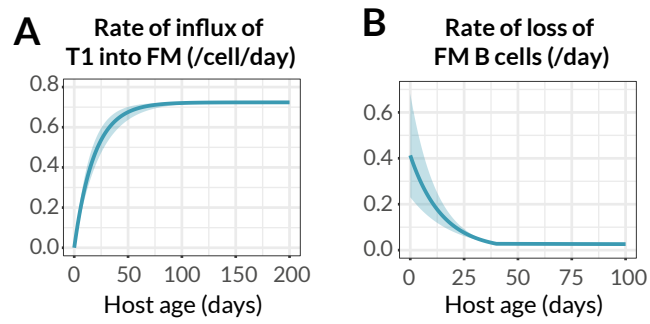 A
Rate of influx of
T1 into FM (/cell/day)
0.8
0.6
0.4
0.2
0.0
0 50 100 150 200
Host age (days)
B
Rate of loss of
FM B cells (/day)
0.6
0.4
0.2
0.0
0 25 50 75 100
Host age (days)